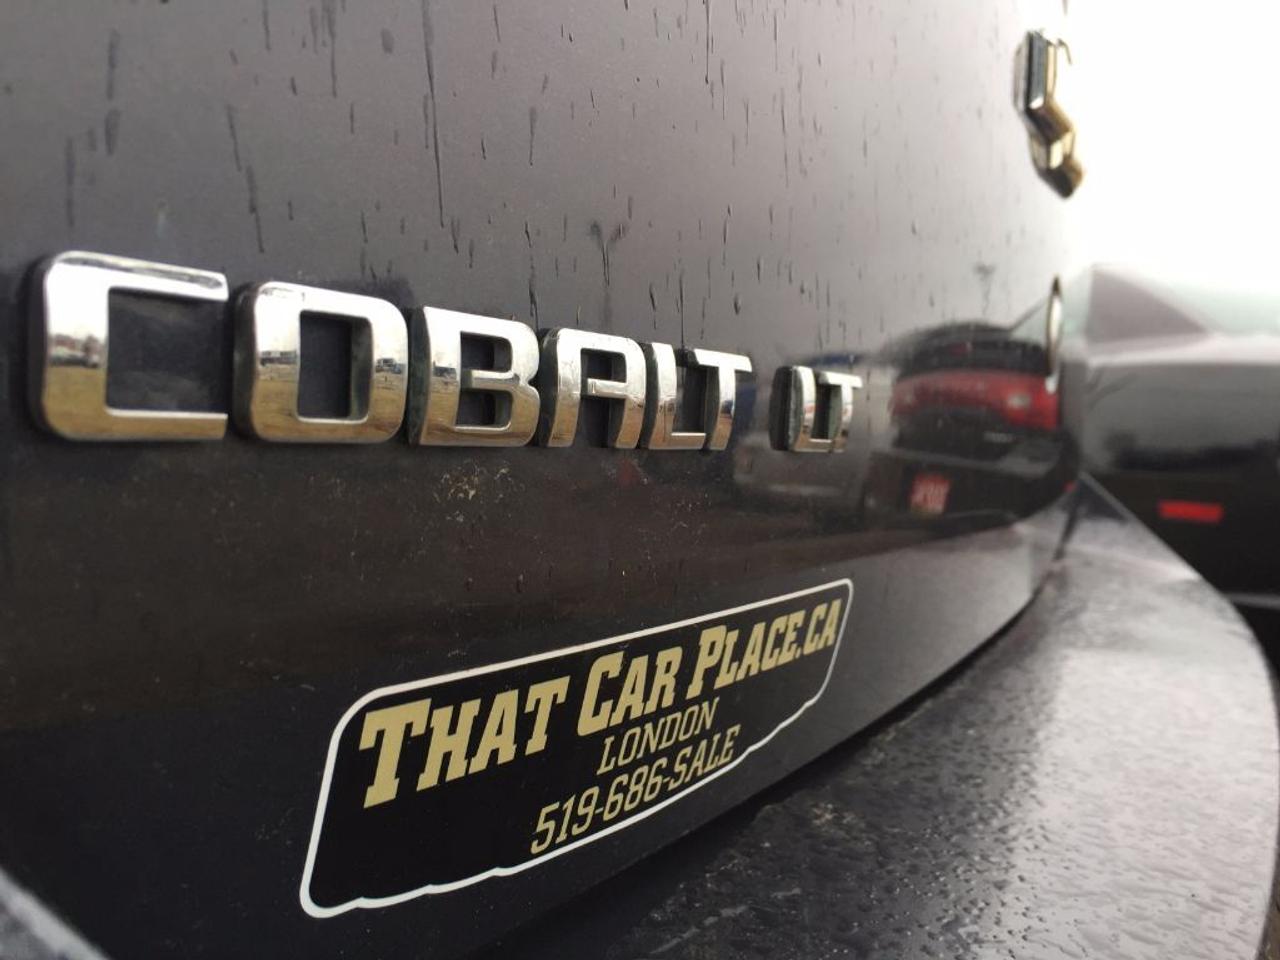 COBALT LT
THAT CAR PLACE.CA
LONDON
519-686-SALE